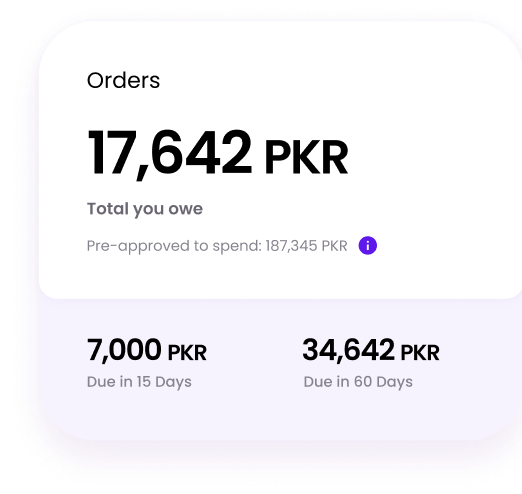 Orders
17,642 PKR
Total you owe
Pre-approved to spend: 187,345 PKR i
7,000 PKR 34,642 PKR
Due in 15 Days Due in 60 Days